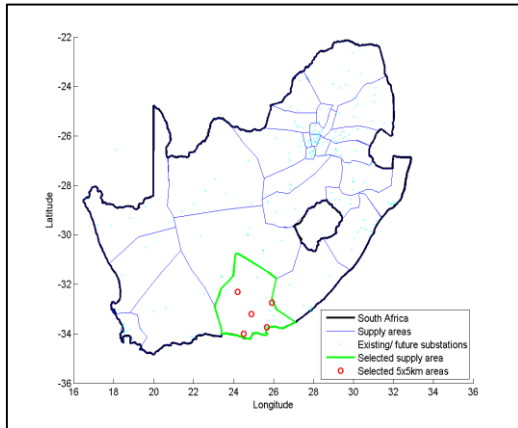 -22
-24
-26
-28
-30
-32
-34
-36
Latitude
16 18 20 22 24 26 28 30 32 34 36
Longitude
South Africa
Supply areas
Existing/ future substations
Selected supply area
Selected 5x5km areas